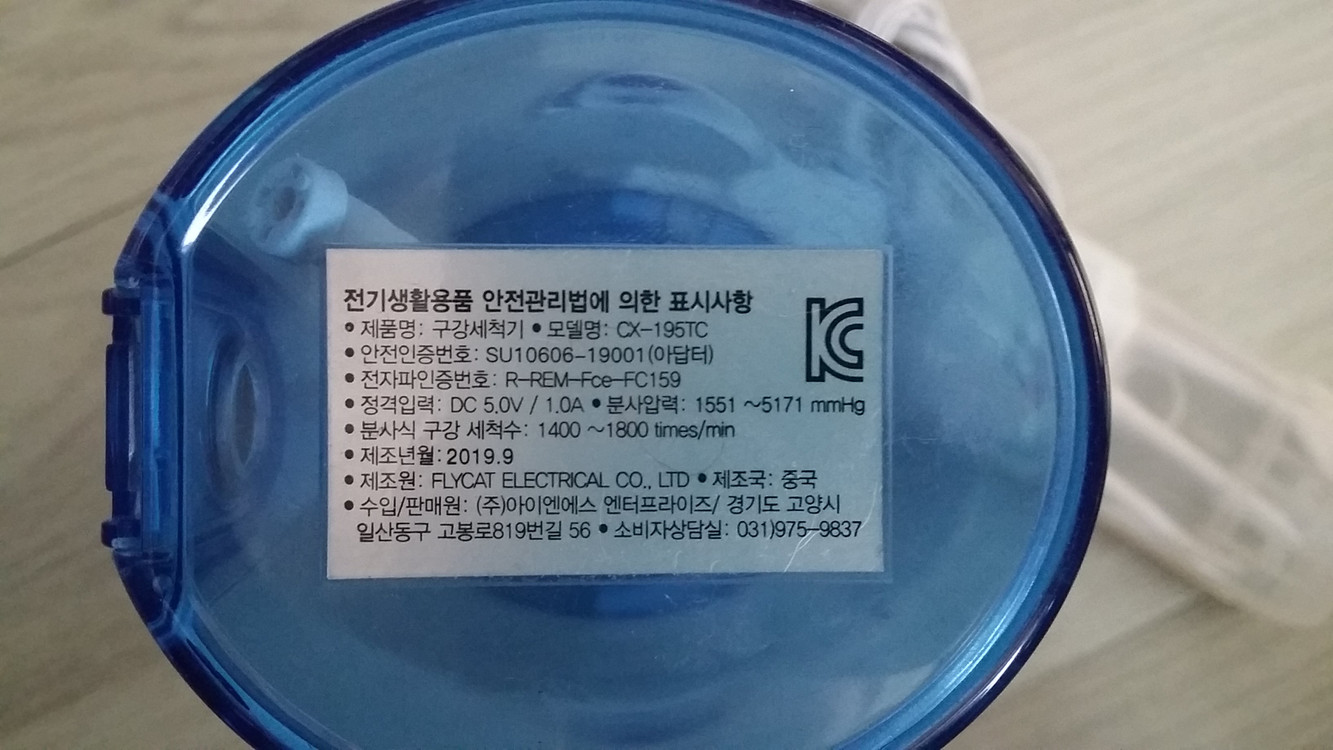 전기생활용품 안전관리법에 의한 표시사항
• 제품명: 구강세척기 • 모델명: CX-195TC
• 안전인증번호: SU10606-19001(아답터)
• 전자파인증번호: R-REM-Fce-FC159
• 정격입력: DC 5.0V / 1.0A • 분사압력: 1551 ~5171 mmHg
• 분사식 구강 세척수: 1400 ~1800 times/min
• 제조년월: 2019.9
• 제조원: FLYCAT ELECTRICAL CO., LTD • 제조국: 중국
• 수입/판매원: (주)아이엔에스 엔터프라이즈/ 경기도 고양시
일산동구 고봉로819번길 56 • 소비자상담실: 031)975-9837
KC